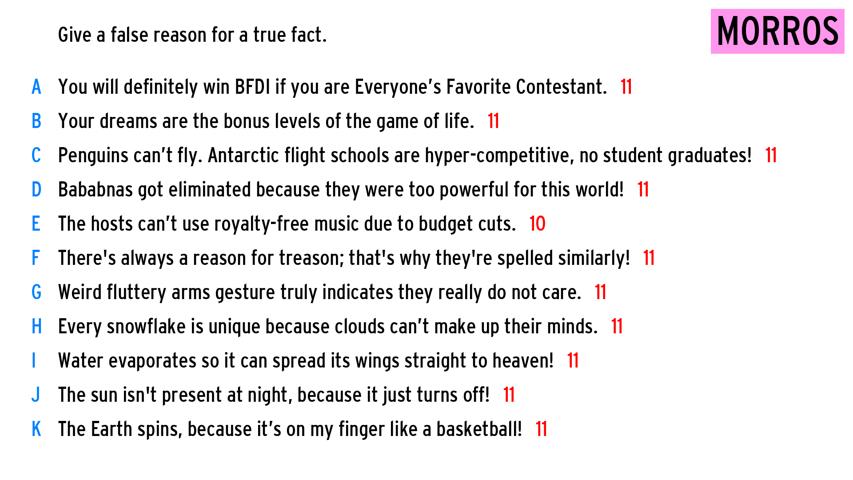 Give a false reason for a true fact.
MORROS
A You will definitely win BFDI if you are Everyone’s Favorite Contestant. 11
B Your dreams are the bonus levels of the game of life. 11
C Penguins can’t fly. Antarctic flight schools are hyper-competitive, no student graduates! 11
D Bababnas got eliminated because they were too powerful for this world! 11
E The hosts can’t use royalty-free music due to budget cuts. 10
F There's always a reason for treason; that's why they're spelled similarly! 11
G Weird fluttery arms gesture truly indicates they really do not care. 11
H Every snowflake is unique because clouds can’t make up their minds. 11
I Water evaporates so it can spread its wings straight to heaven! 11
J The sun isn't present at night, because it just turns off! 11
K The Earth spins, because it’s on my finger like a basketball! 11